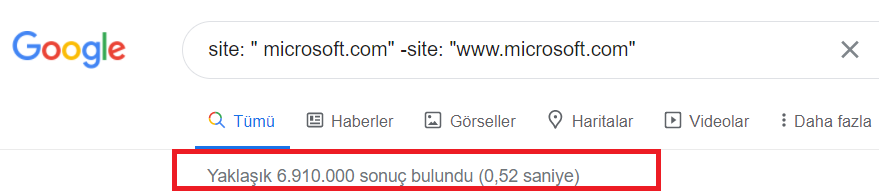 Google
site: " microsoft.com" -site: "www.microsoft.com"
Tümü Haberler Görseller Haritalar Videolar Daha fazla
Yaklaşık 6.910.000 sonuç bulundu (0,52 saniye)